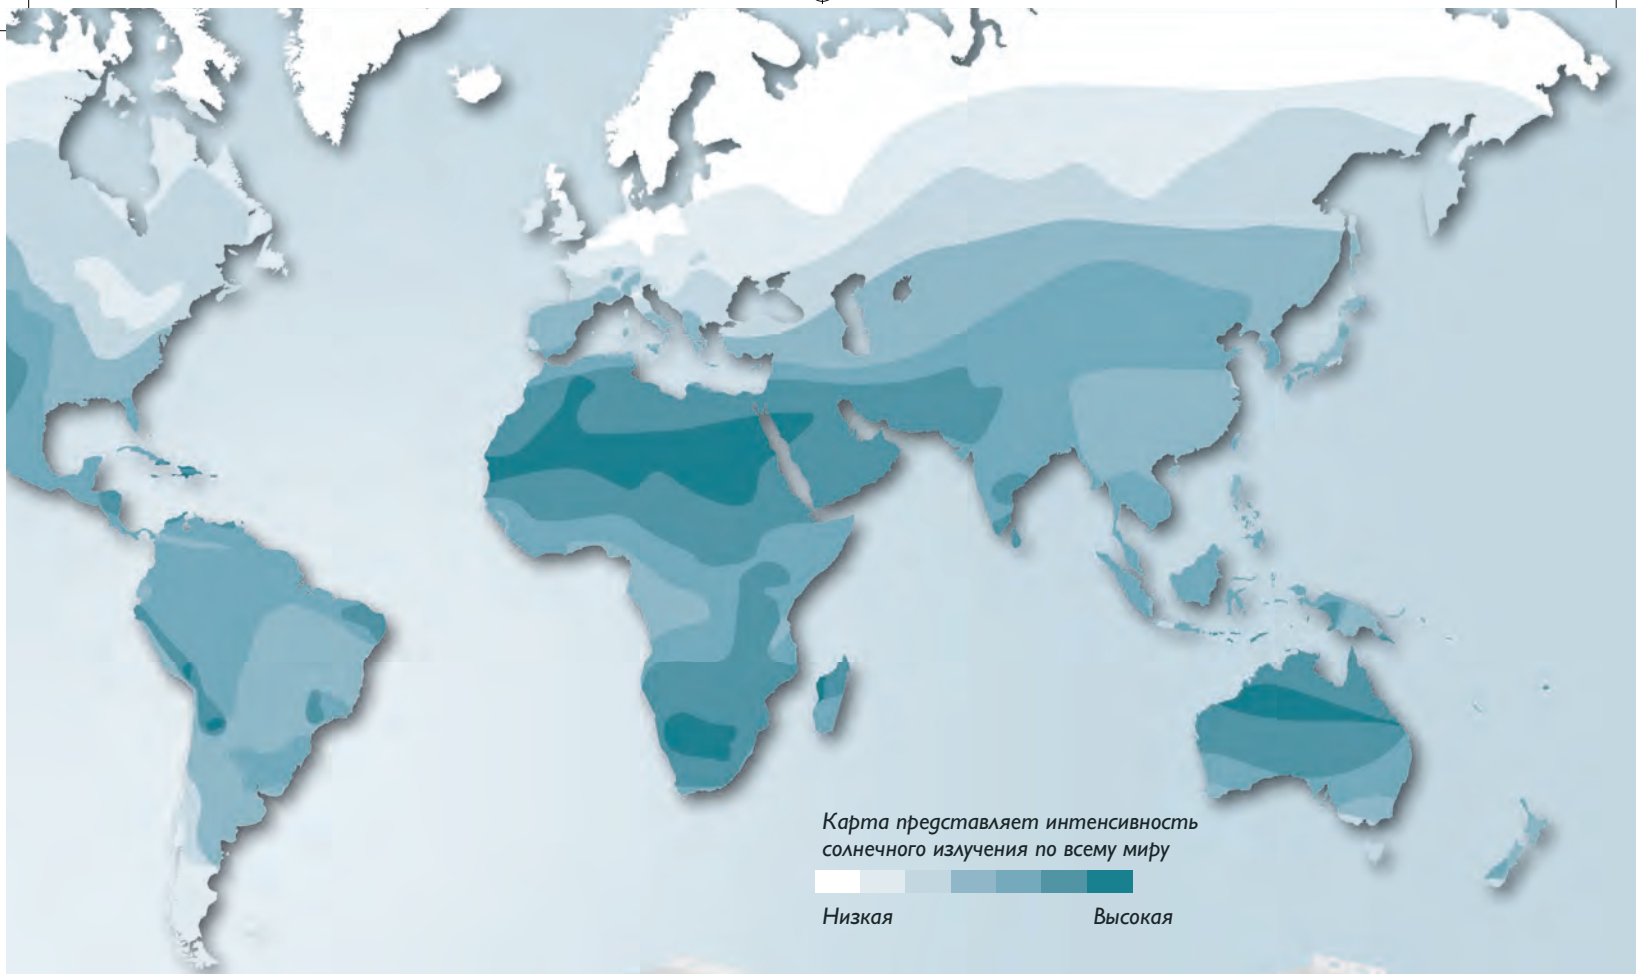 Карта представляет интенсивность
солнечного излучения по всему миру
Низкая Высокая